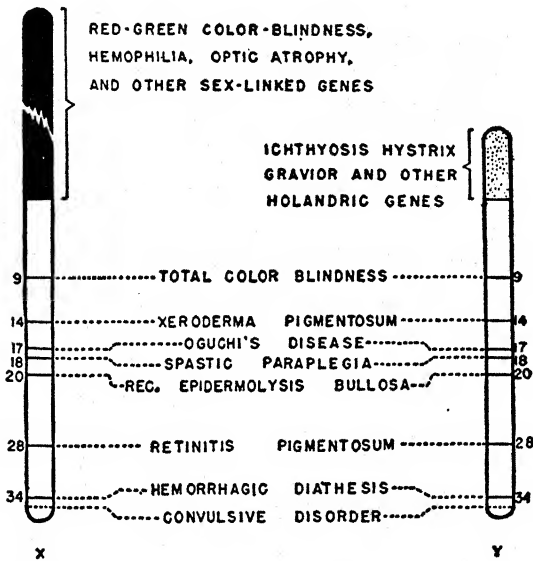 RED-GREEN COLOR-BLINDNESS,
HEMOPHILIA, OPTIC ATROPHY,
AND OTHER SEX-LINKED GENES
ICHTHYOSIS HYSTRIX
GRAVIOR AND OTHER
HOLANDRIC GENES
9 TOTAL COLOR BLINDNESS 9
14 XERODERMA PIGMENTOSUM 14
17 OGUCHI'S DISEASE 17
18 SPASTIC PARAPLEGIA 18
20 REC. EPIDERMOLYSIS BULLOSA 20
28 RETINITIS PIGMENTOSUM 28
34 HEMORRHAGIC DIATHESIS 34
CONVULSIVE DISORDER
X Y